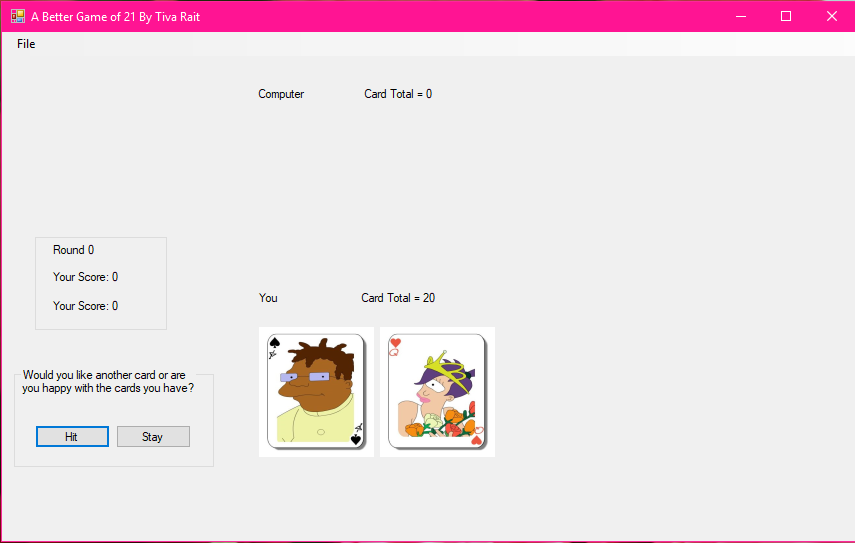 A Better Game of 21 By Tiva Rait
File
Computer Card Total = 0
Round 0
Your Score: 0
Your Score: 0
You Card Total = 20
Would you like another card or are
you happy with the cards you have?
Hit Stay
Q
Q